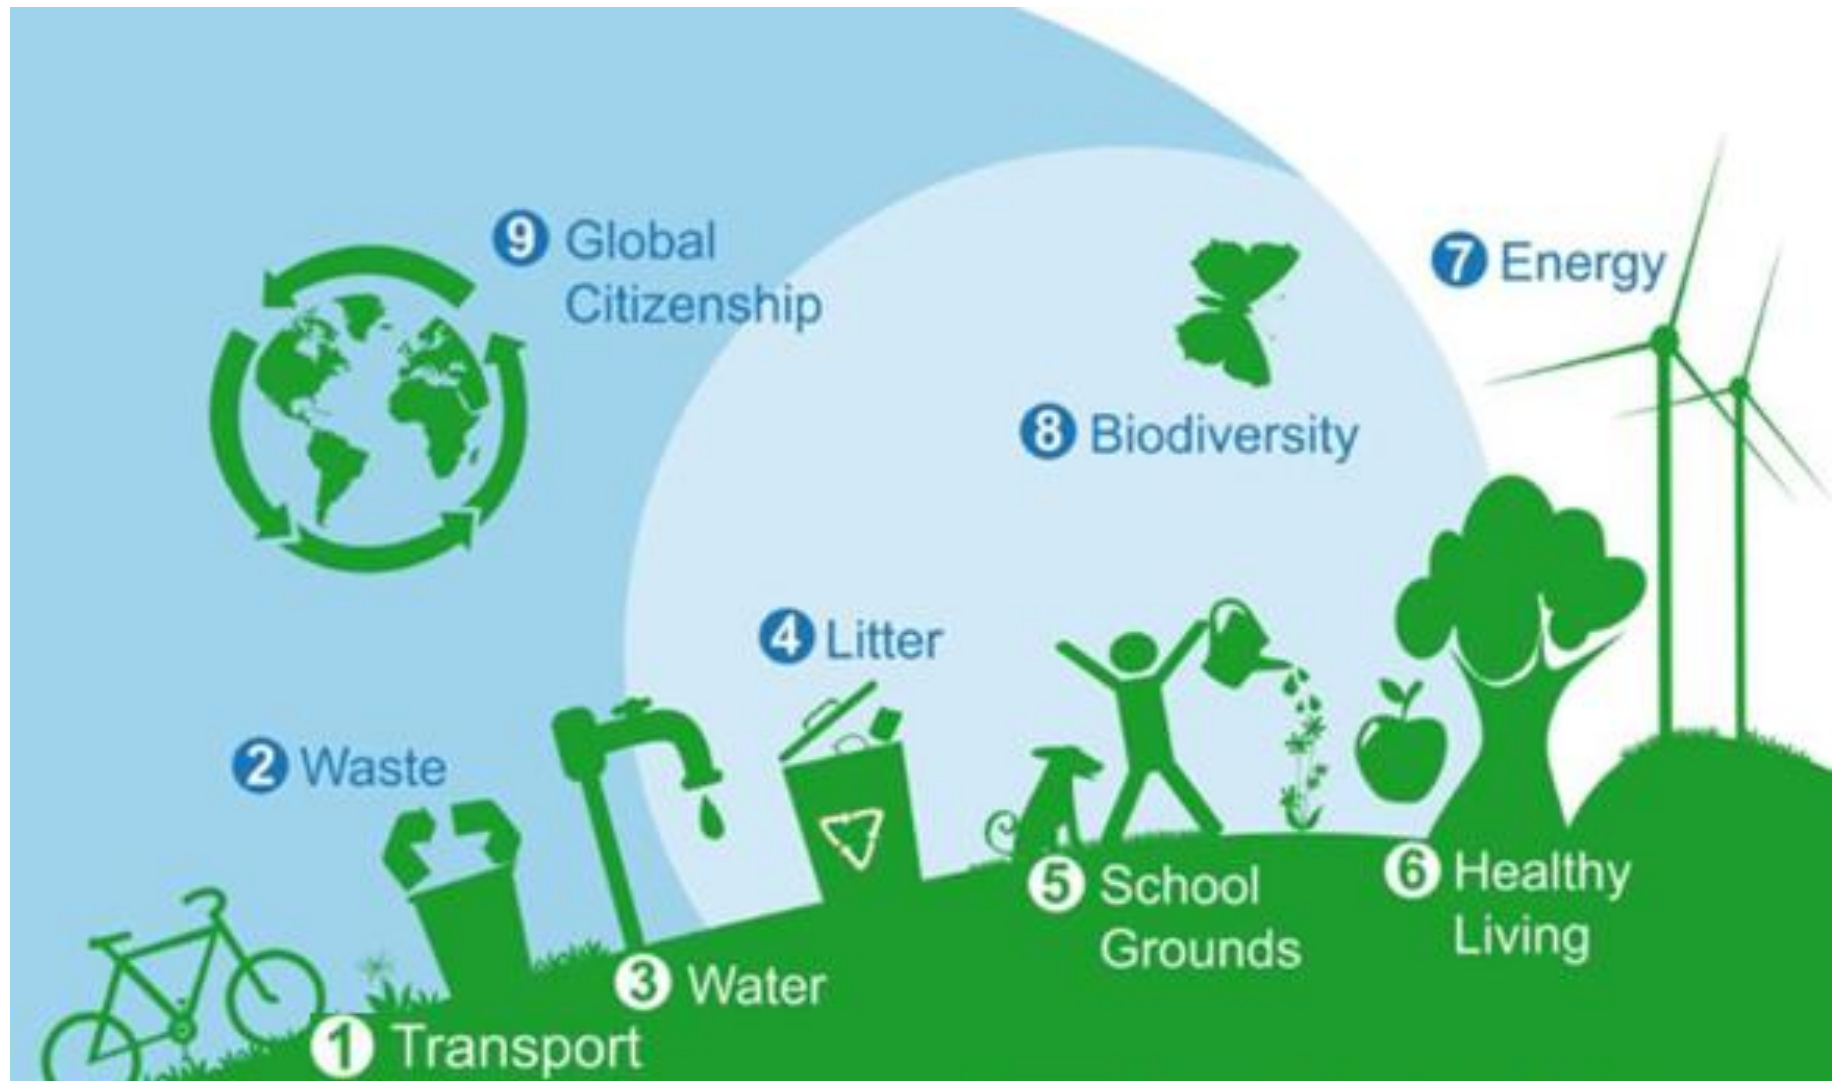 1 Transport
2 Waste
3 Water
4 Litter
5 School
Grounds
6 Healthy
Living
7 Energy
8 Biodiversity
9 Global
Citizenship